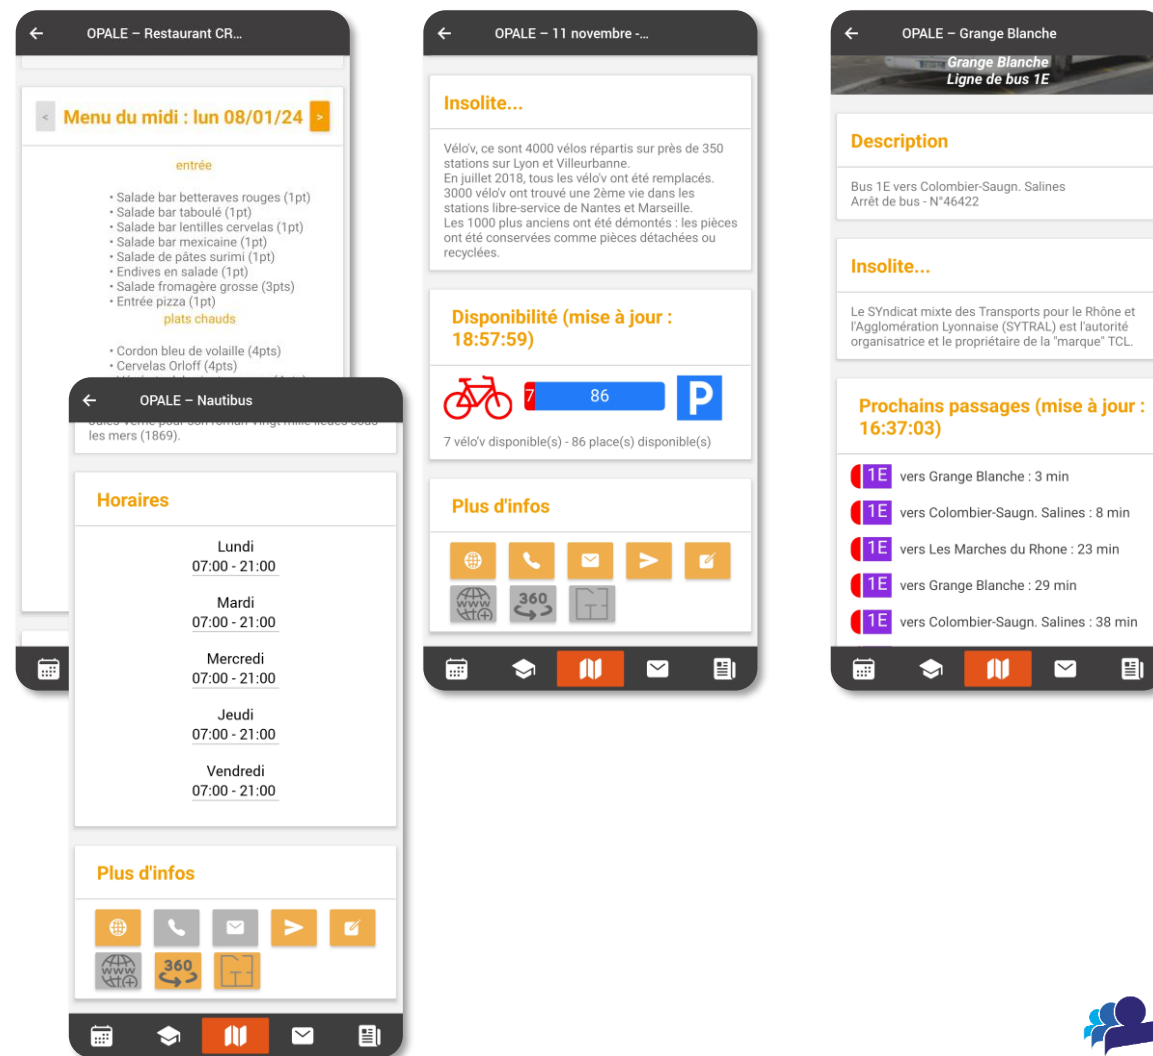 OPALE – Restaurant CR...
<
Menu du midi : lun 08/01/24
>
entrée
• Salade bar betteraves rouges (1pt)
• Salade bar taboulé (1pt)
• Salade bar lentilles cervelas (1pt)
• Salade bar mexicaine (1pt)
• Salade de pâtes surimi (1pt)
• Endives en salade (1pt)
• Salade fromagère grosse (3pts)
• Entrée pizza (1pt)
plats chauds
• Cordon bleu de volaille (4pts)
• Cervelas Orloff (4pts)
OPALE – Nautibus
Jules Verne pour son roman Vingt mille lieues sous
les mers (1869).
Horaires
Lundi
07:00 - 21:00
Mardi
07:00 - 21:00
Mercredi
07:00 - 21:00
Jeudi
07:00 - 21:00
Vendredi
07:00 - 21:00
Plus d'infos
www
360
OPALE – 11 novembre -...
Insolite...
Vélo'v, ce sont 4000 vélos répartis sur près de 350
stations sur Lyon et Villeurbanne.
En juillet 2018, tous les vélo'v ont été remplacés.
3000 vélo'v ont trouvé une 2ème vie dans les
stations libre-service de Nantes et Marseille.
Les 1000 plus anciens ont été démontés : les pièces
ont été conservées comme pièces détachées ou
recyclées.
Disponibilité (mise à jour :
18:57:59)
7 86 P
7 vélo'v disponible(s) - 86 place(s) disponible(s)
Plus d'infos
www
360
OPALE – Grange Blanche
Grange Blanche
Ligne de bus 1E
Description
Bus 1E vers Colombier-Saugn. Salines
Arrêt de bus - N°46422
Insolite...
Le SYndicat mixte des Transports pour le Rhône et
l'Agglomération Lyonnaise (SYTRAL) est l'autorité
organisatrice et le propriétaire de la "marque" TCL.
Prochains passages (mise à jour :
16:37:03)
1E vers Grange Blanche : 3 min
1E vers Colombier-Saugn. Salines : 8 min
1E vers Les Marches du Rhone : 23 min
1E vers Grange Blanche : 29 min
1E vers Colombier-Saugn. Salines : 38 min